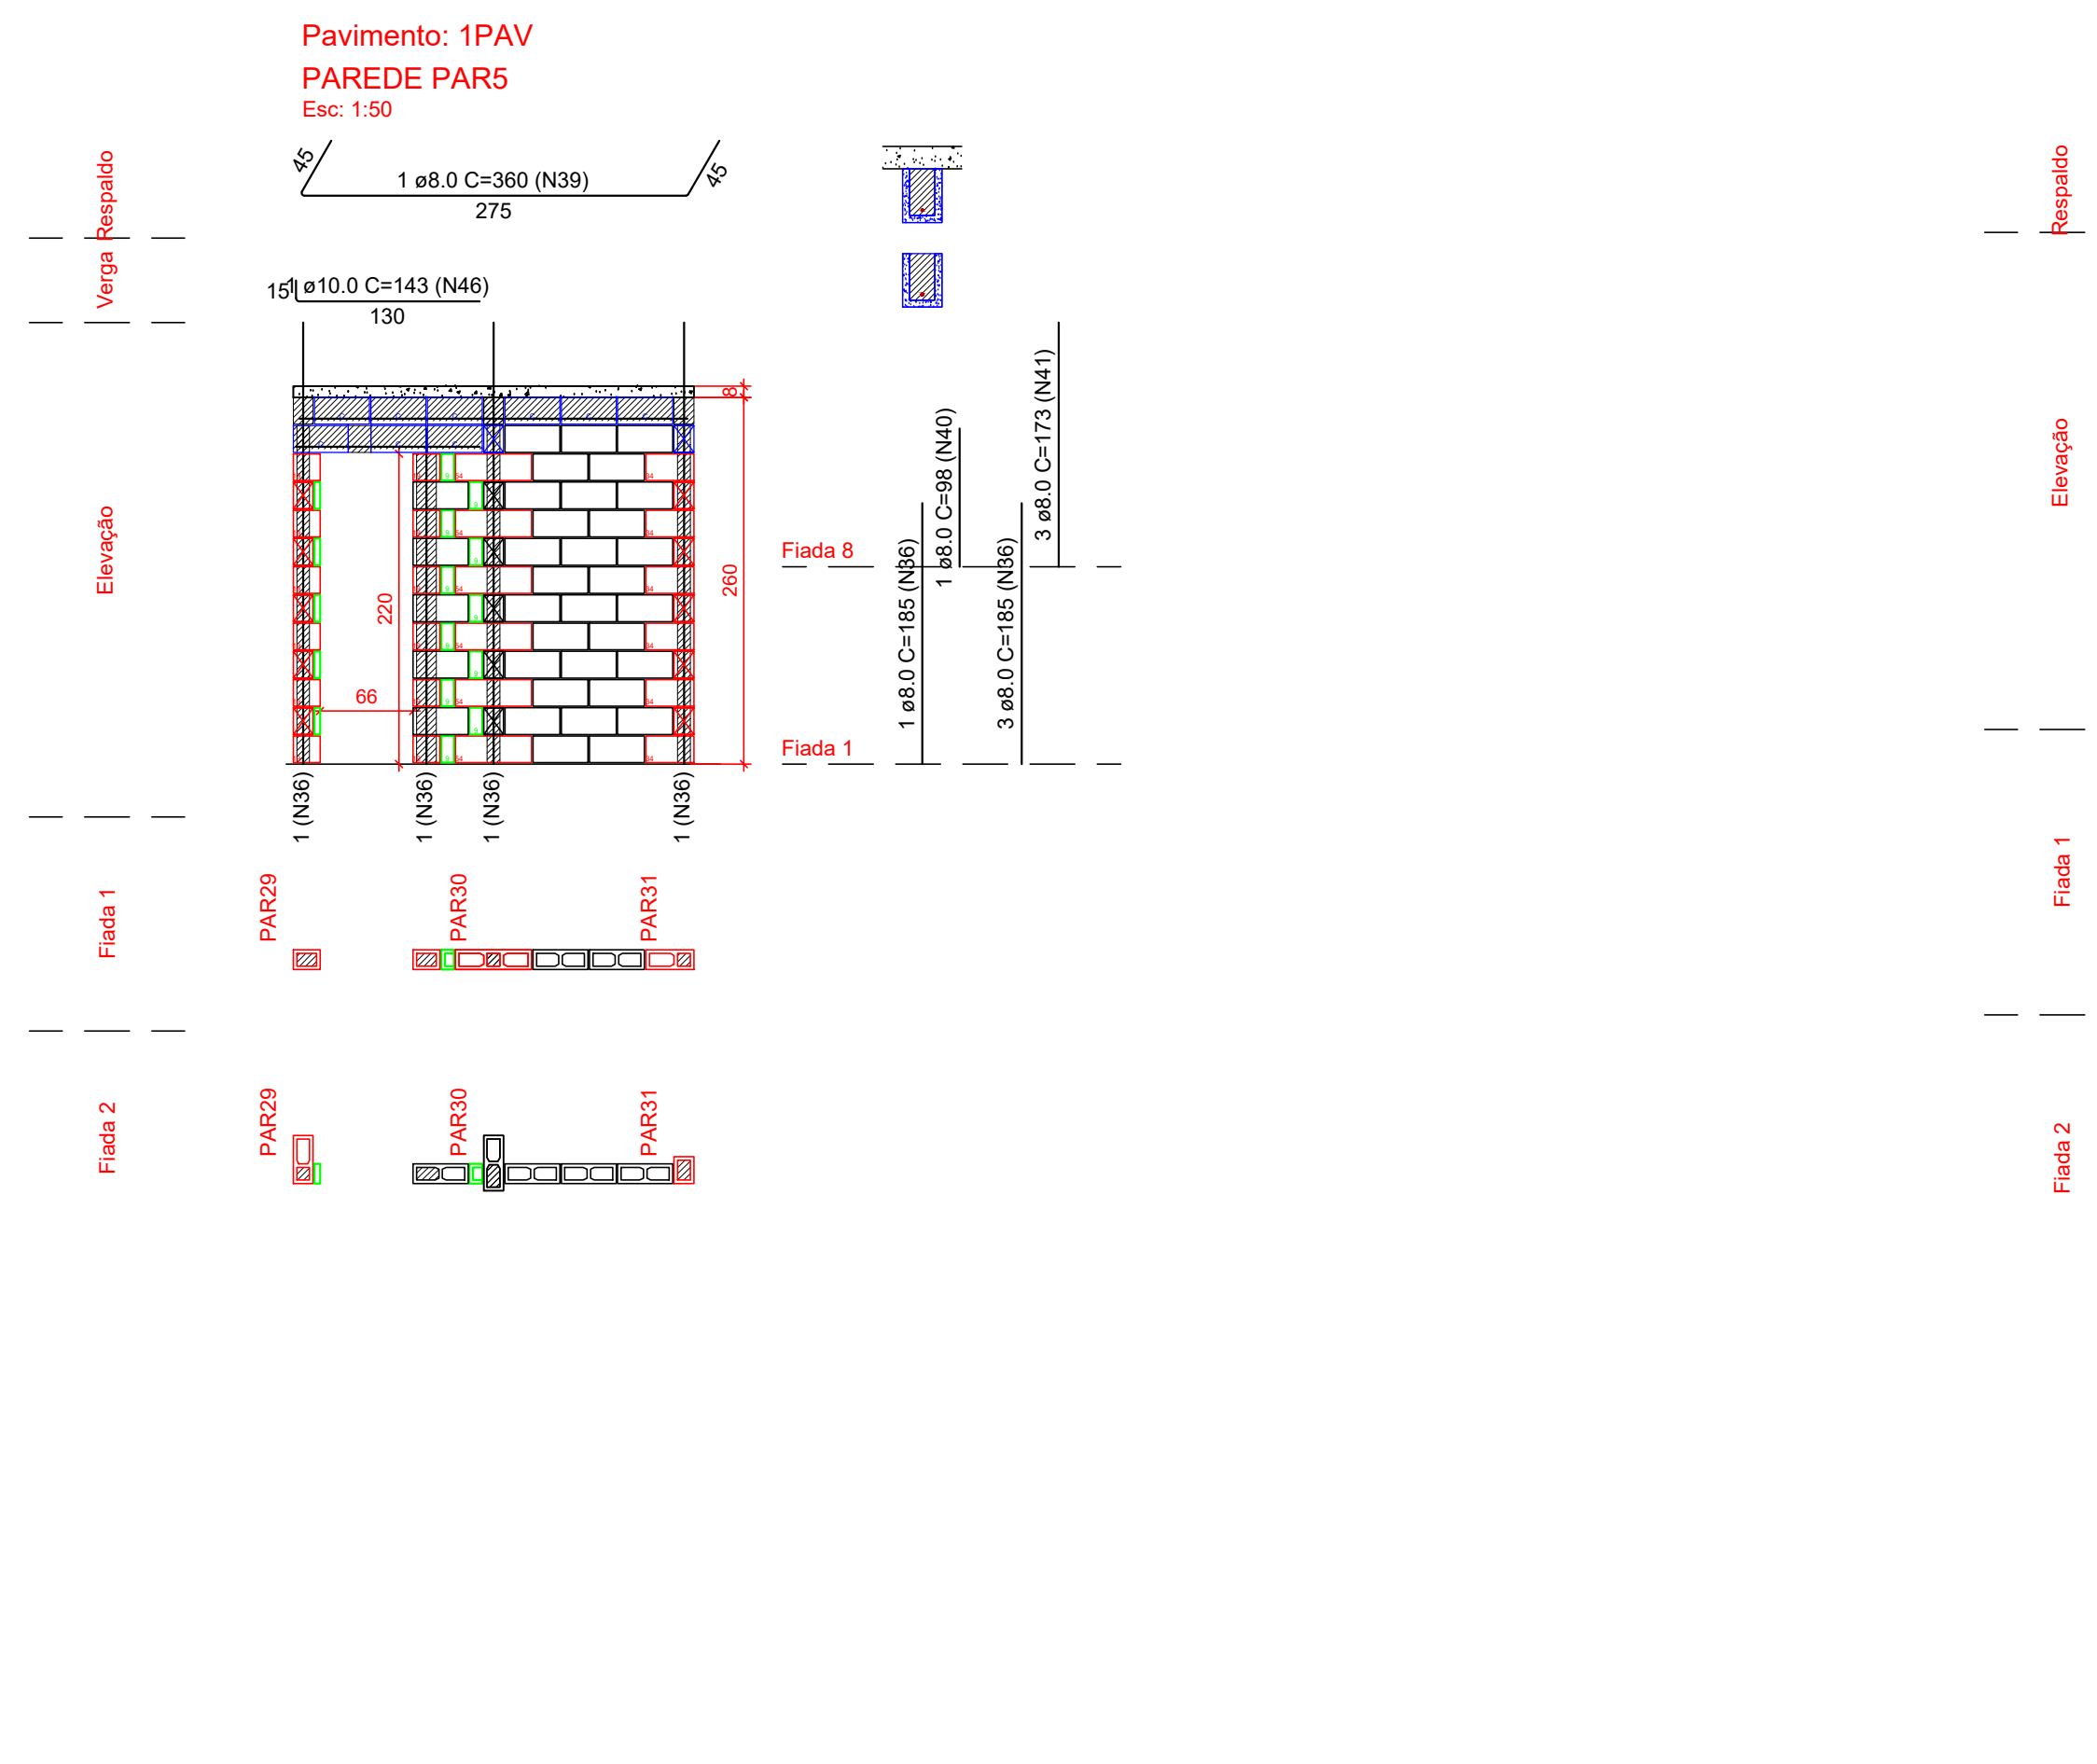 Pavimento: 1PAV
PAREDE PAR5
Esc: 1:50
45
1 ø8.0 C=360 (N39)
45
275
Respaldo
Respaldo
Verga
15
1 ø10.0 C=143 (N46)
130
8
Elevação
Elevação
220
66
260
Fiada 8
Fiada 1
1 ø8.0 C=185 (N36)
1 ø8.0 C=98 (N40)
3 ø8.0 C=185 (N36)
3 ø8.0 C=173 (N41)
1 (N36)
1 (N36)
1 (N36)
1 (N36)
Fiada 1
PAR29
PAR30
PAR31
Fiada 1
Fiada 2
PAR29
PAR30
PAR31
Fiada 2